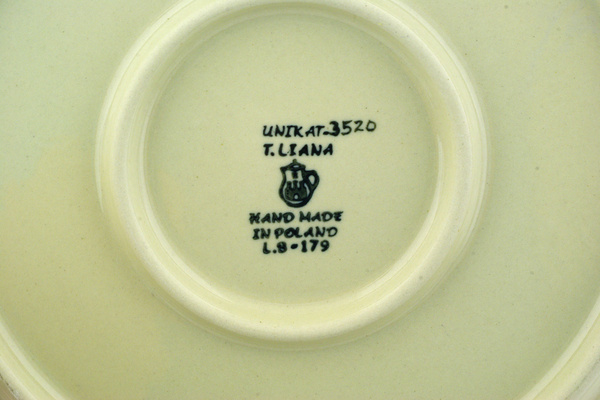 UNIKAT-3520
T. LIANA
HAND MADE
IN POLAND
L.B-179